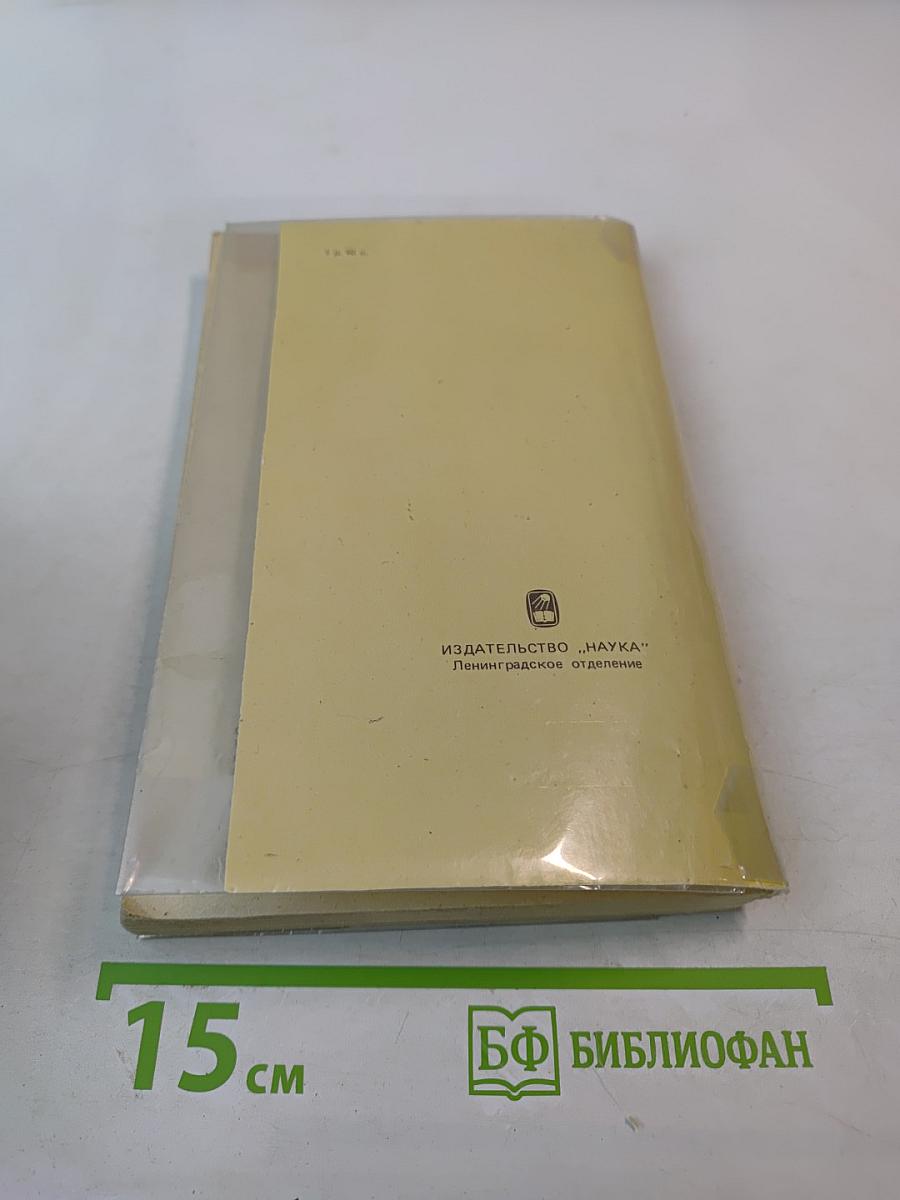 ИЗДАТЕЛЬСТВО „НАУКА"
Ленинградское отделение
15 см
БФ БИБЛИОФАН